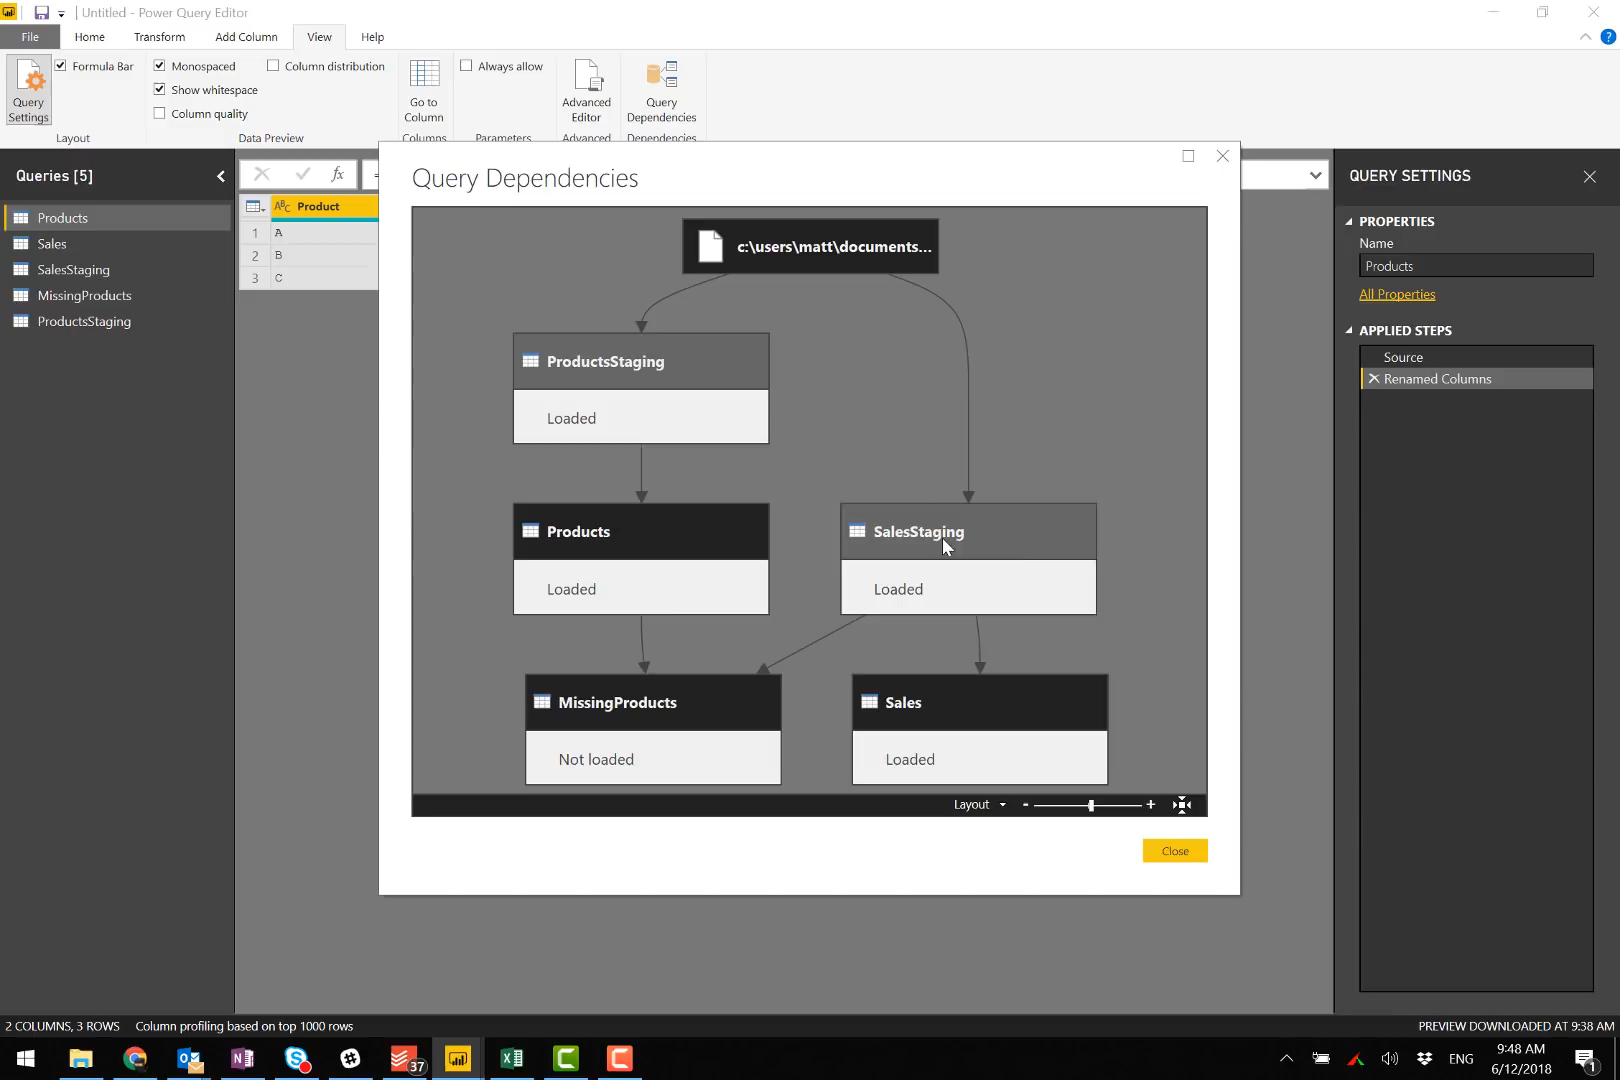 Untitled - Power Query Editor
File
Home
Transform
Add Column
View
Help
Query
Settings
Formula Bar
Layout
Monospaced
Show whitespace
Column quality
Column distribution
Data Preview
Go to
Column
Columns
Always allow
Parameters
Advanced
Editor
Advanced
Query
Dependencies
Dependencies
Queries [5]
Products
Sales
SalesStaging
MissingProducts
ProductsStaging
fx
=
ABC Product
1 A
2 B
3 C
Query Dependencies
c:\users\matt\documents...
ProductsStaging
Loaded
Products
Loaded
SalesStaging
Loaded
MissingProducts
Not loaded
Sales
Loaded
Layout
- +
Close
QUERY SETTINGS
PROPERTIES
Name
Products
All Properties
APPLIED STEPS
Source
Renamed Columns
2 COLUMNS, 3 ROWS
Column profiling based on top 1000 rows
PREVIEW DOWNLOADED AT 9:38 AM
37
ENG
9:48 AM
6/12/2018
1